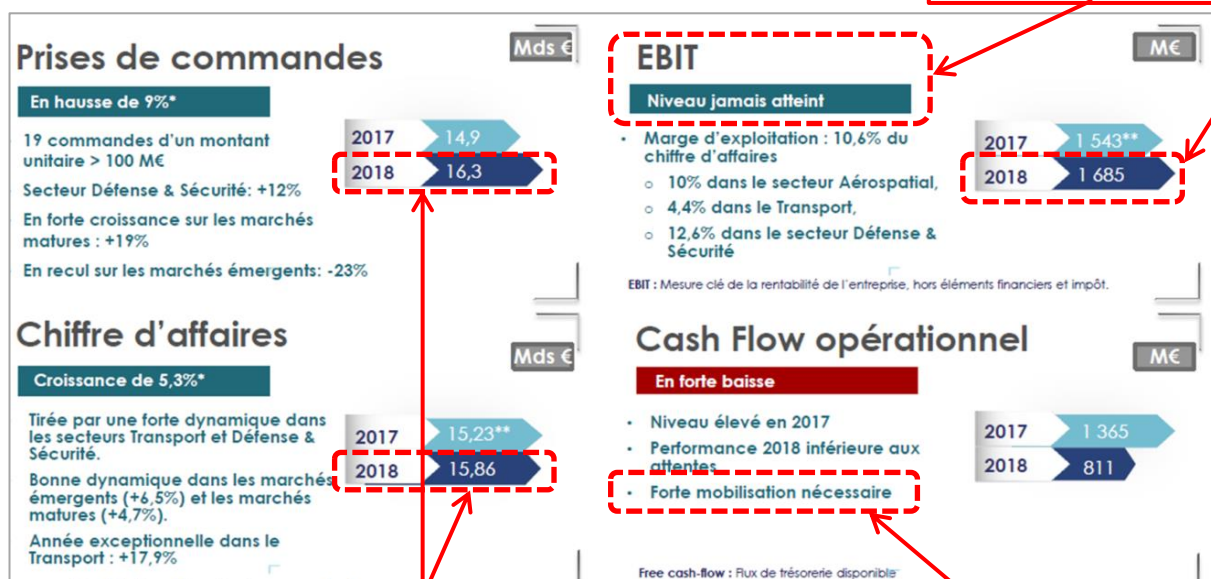 Prises de commandes
Mds €
En hausse de 9%*
19 commandes d'un montant
unitaire > 100 M€
Secteur Défense & Sécurité: +12%
En forte croissance sur les marchés
matures : +19%
En recul sur les marchés émergents: -23%
2017 14,9
2018 16,3
EBIT
M€
Niveau jamais atteint
• Marge d'exploitation : 10,6% du
chiffre d'affaires
o 10% dans le secteur Aérospatial,
o 4,4% dans le Transport,
o 12,6% dans le secteur Défense &
Sécurité
2017 1 543**
2018 1 685
EBIT : Mesure clé de la rentabilité de l'entreprise, hors éléments financiers et impôt.
Chiffre d'affaires
Mds €
Croissance de 5,3%*
Tirée par une forte dynamique dans
les secteurs Transport et Défense &
Sécurité.
Bonne dynamique dans les marchés
émergents (+6,5%) et les marchés
matures (+4,7%).
Année exceptionnelle dans le
Transport : +17,9%
2017 15,23**
2018 15,86
Cash Flow opérationnel
M€
En forte baisse
• Niveau élevé en 2017
• Performance 2018 inférieure aux
attentes
• Forte mobilisation nécessaire
2017 1 365
2018 811
Free cash-flow : Flux de trésorerie disponible